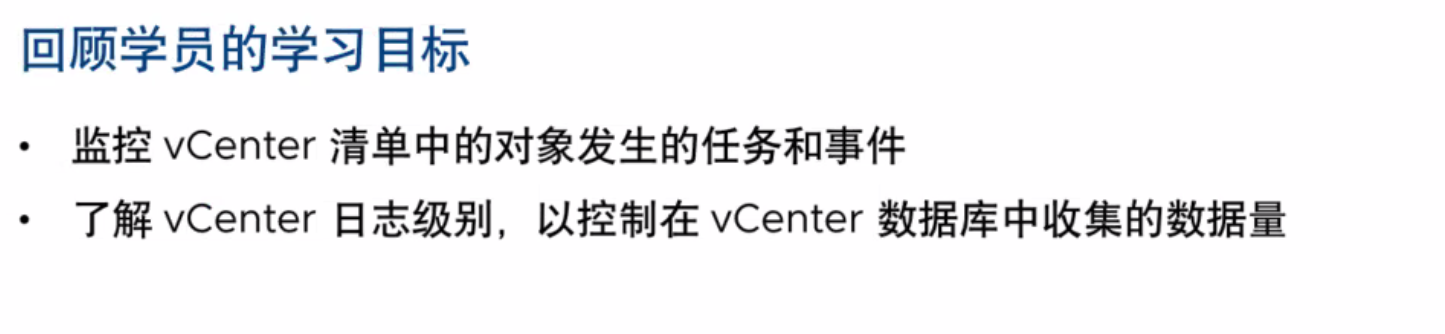 回顾学员的学习目标
• 监控 vCenter 清单中的对象发生的任务和事件
• 了解 vCenter 日志级别，以控制在 vCenter 数据库中收集的数据量